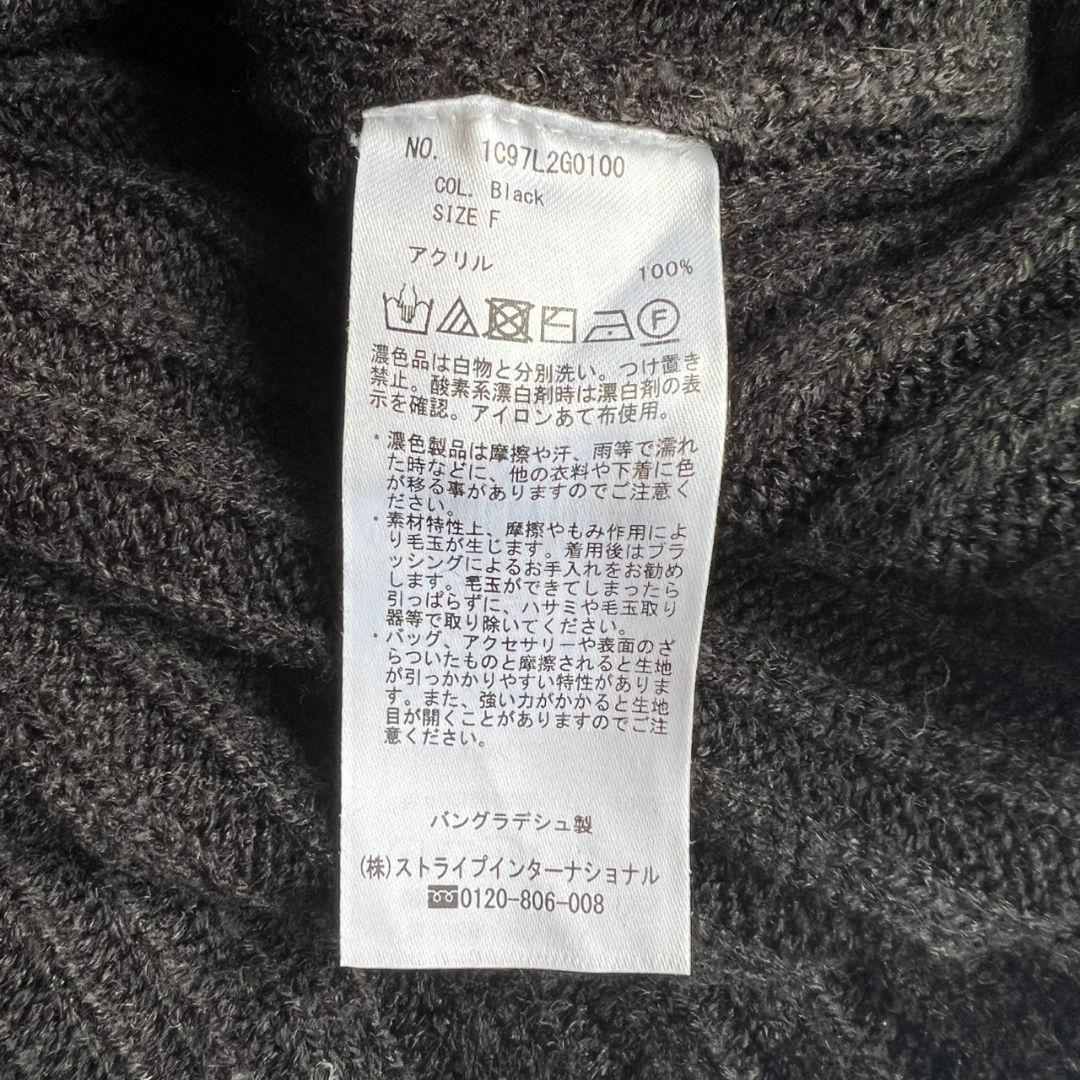 NO. 1C97L2G0100
COL. Black
SIZE F
アクリル 100%
F
濃色品は白物と分別洗い。つけ置き
禁止。酸素系漂白剤時は漂白剤の表
示を確認。アイロンあて布使用。
・濃色製品は摩擦や汗、雨等で濡れ
た時などに、他の衣料や下着に色
が移る事がありますのでご注意く
ださい。
・素材特性上、摩擦やもみ作用によ
り毛玉が生じます。着用後はブラ
ッシングによるお手入れをお勧め
します。毛玉ができてしまったら
引っぱらずに、ハサミや毛玉取り
器等で取り除いてください。
・バッグ、アクセサリーや表面のざ
らついたものと摩擦されると生地
が引っかかりやすい特性がありま
す。また、強い力がかかると生地
目が開くことがありますのでご注
意ください。
バングラデシュ製
(株)ストライプインターナショナル
0120-806-008